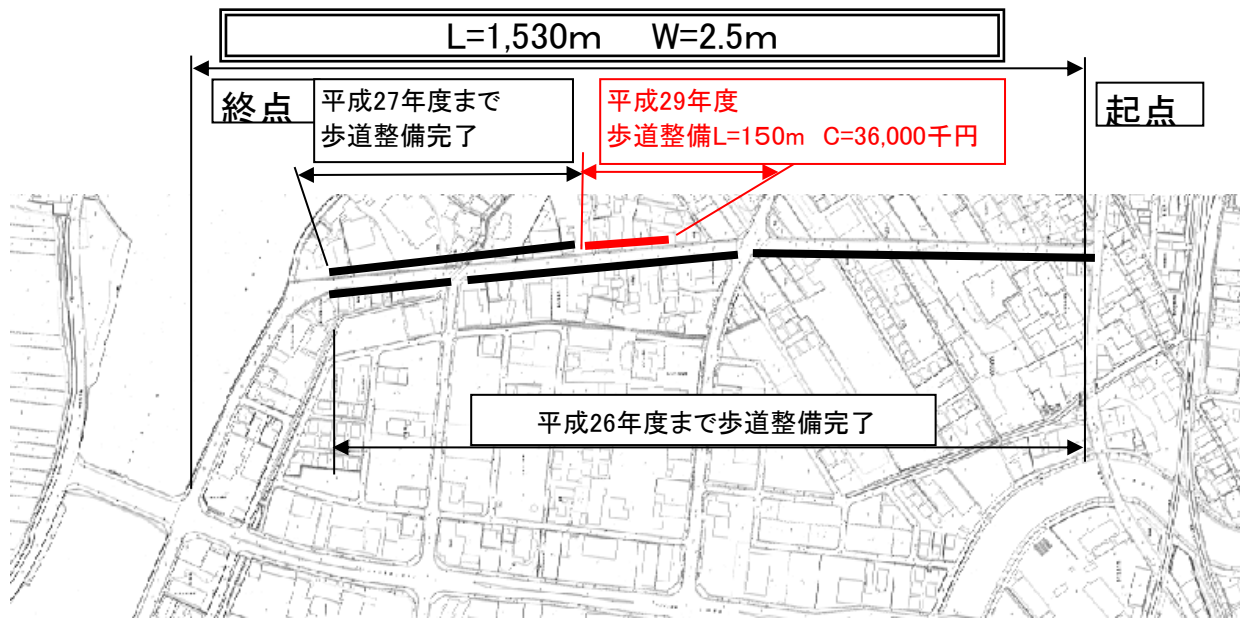 L=1,530m W=2.5m
終点
平成27年度まで
歩道整備完了
平成29年度
歩道整備L=150m C=36,000千円
起点
平成26年度まで歩道整備完了